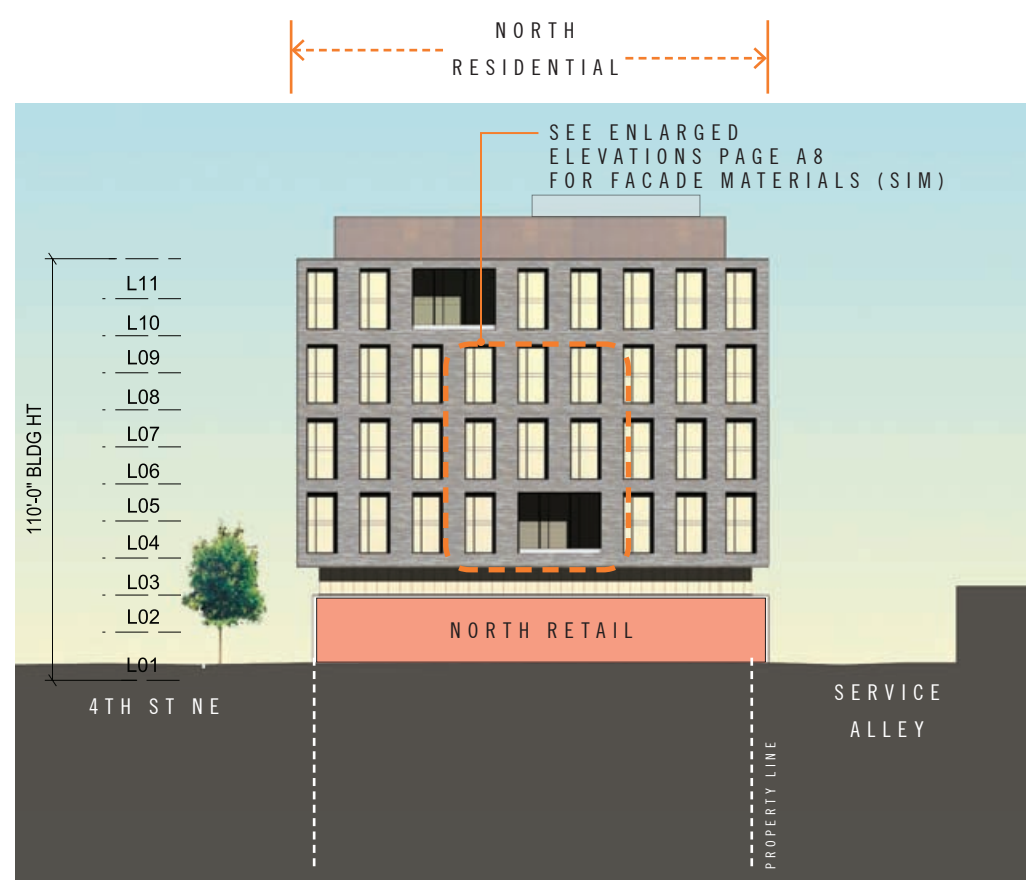 NORTH
RESIDENTIAL
SEE ENLARGED
ELEVATIONS PAGE A8
FOR FACADE MATERIALS (SIM)
110'-0" BLDG HT
L11
L10
L09
L08
L07
L06
L05
L04
L03
L02
L01
NORTH RETAIL
4TH ST NE
SERVICE
ALLEY
PROPERTY LINE